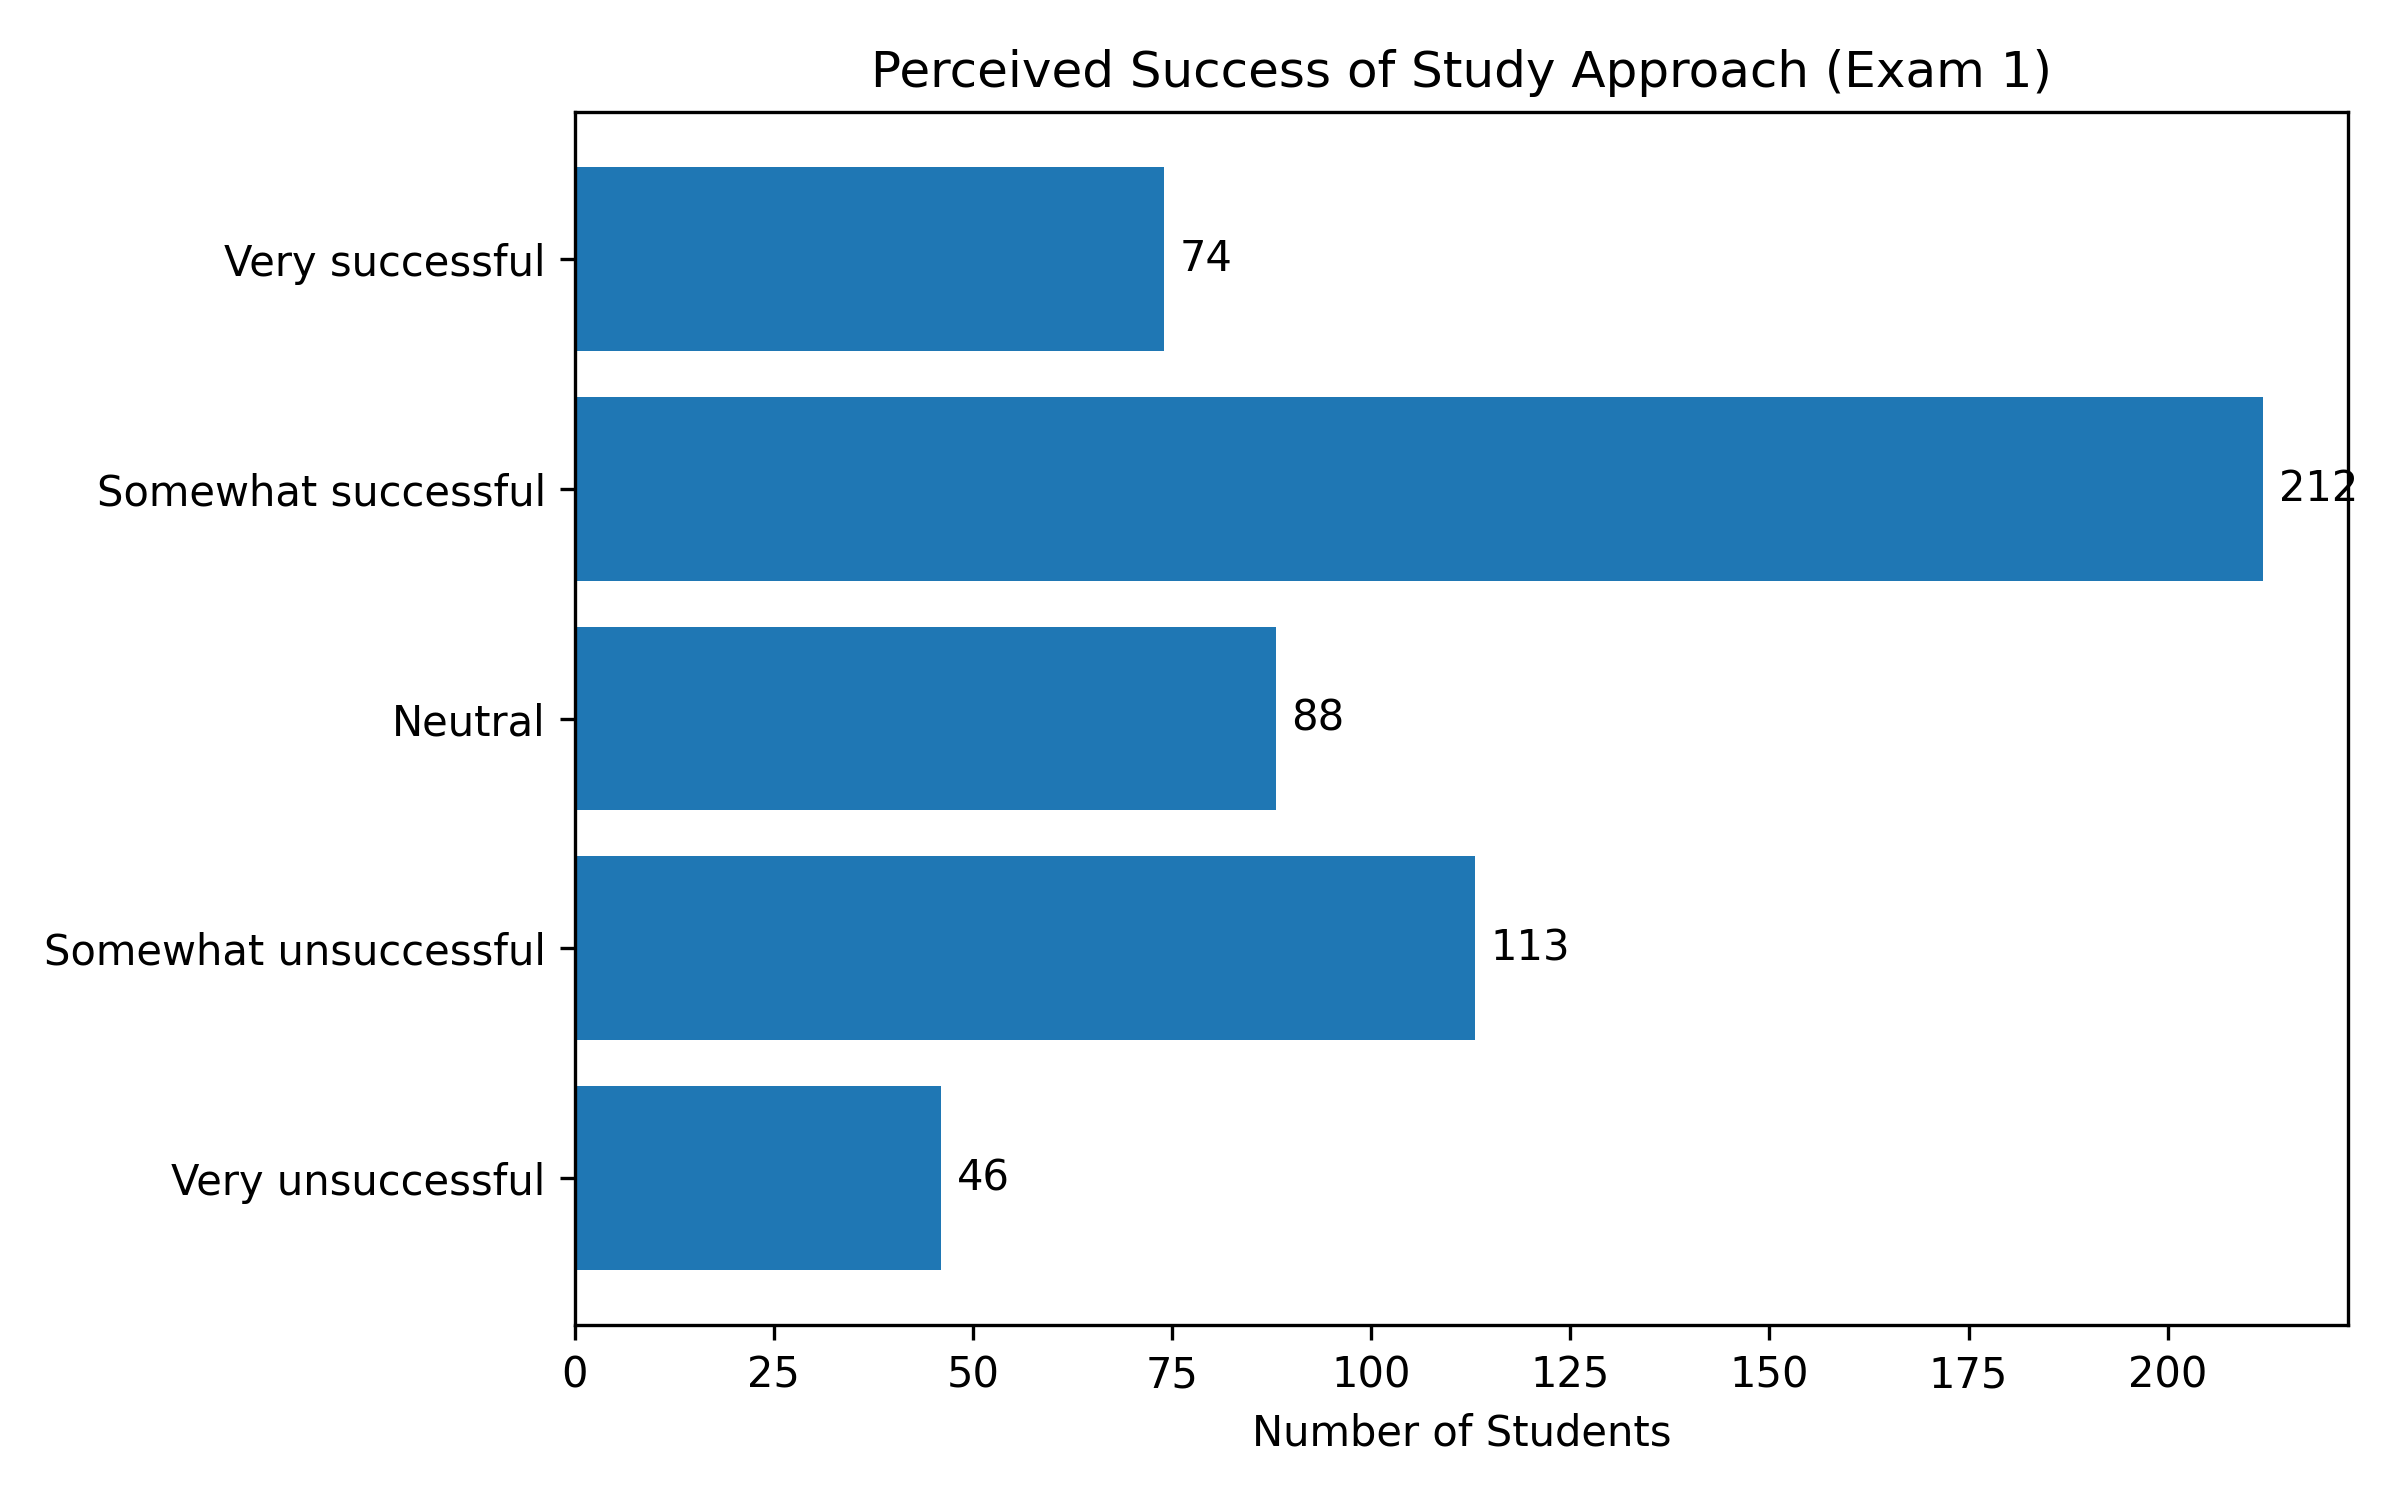 Perceived Success of Study Approach (Exam 1)
Very successful
74
Somewhat successful
212
Neutral
88
Somewhat unsuccessful
113
Very unsuccessful
46
0 25 50 75 100 125 150 175 200
Number of Students